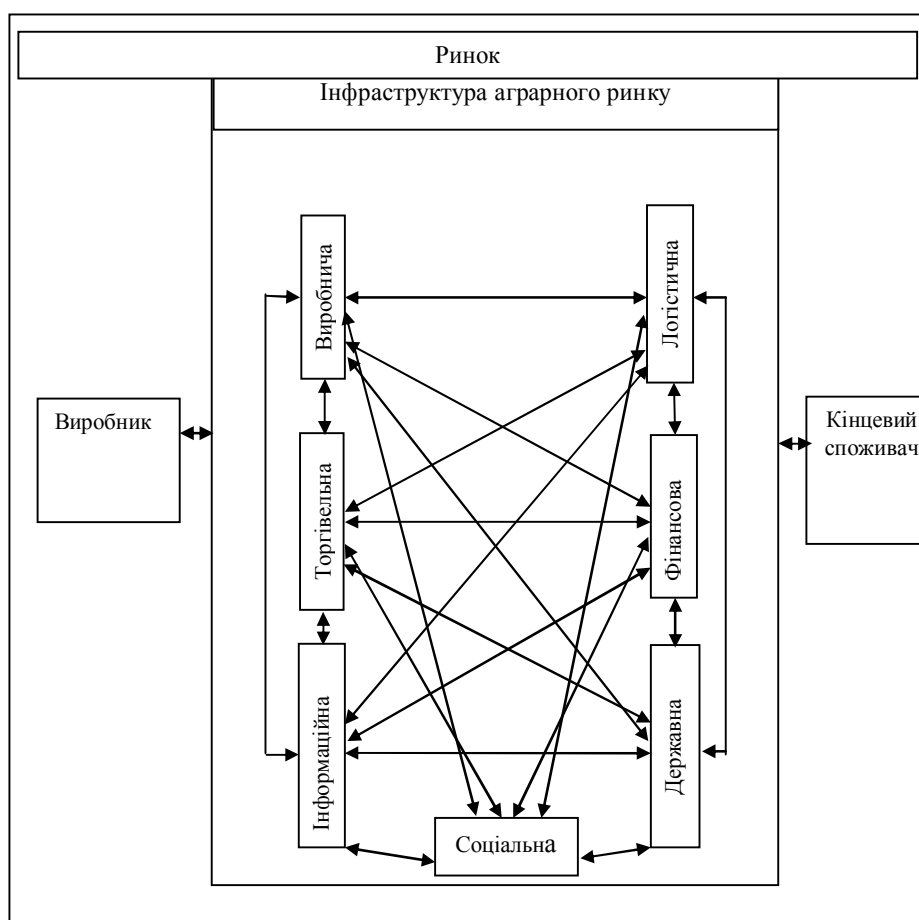 Ринок
Інфраструктура аграрного ринку
Виробнича
Логістична
Виробник
Кінцевий
споживач
Торгівельна
Фінансова
Інформаційна
Державна
Соціальна